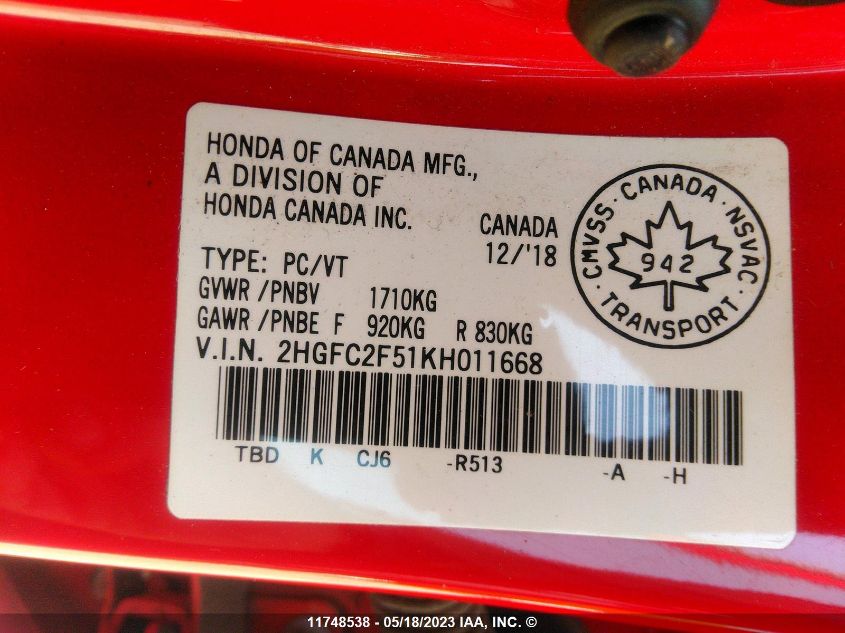 HONDA OF CANADA MFG.,
A DIVISION OF
HONDA CANADA INC.
CANADA
12/'18
TYPE: PC/VT
GVWR /PNBV 1710KG
GAWR /PNBE F 920KG R 830KG
V.I.N. 2HGFC2F51KH011668
TBD K CJ6 -R513 -A -H
CMVSS · CANADA · NSVAC
942
· TRANSPORT ·
11748538 - 05/18/2023 IAA, INC. ©